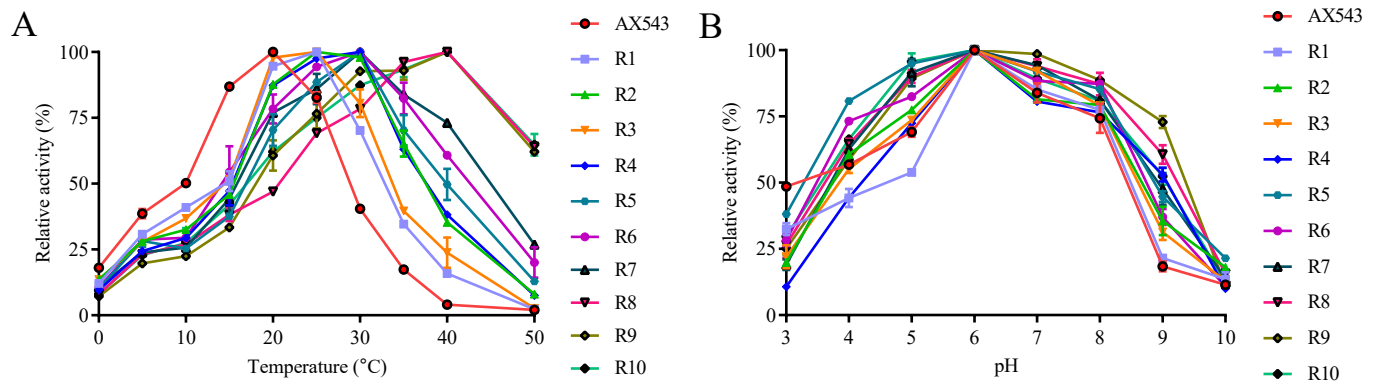 A
100
75
50
25
0
Relative activity (%)
0
10
20
30
40
50
Temperature (°C)
AX543
R1
R2
R3
R4
R5
R6
R7
R8
R9
R10
B
100
75
50
25
0
Relative activity (%)
3
4
5
6
7
8
9
10
pH
AX543
R1
R2
R3
R4
R5
R6
R7
R8
R9
R10